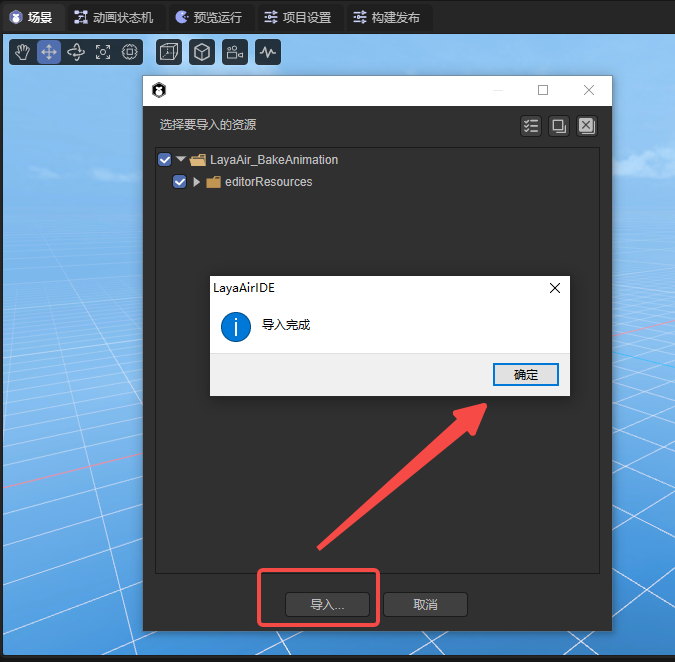 场景 动画状态机 预览运行 项目设置 构建发布
选择要导入的资源
LayaAir_BakeAnimation
editorResources
LayaAirIDE
导入完成
确定
导入... 取消